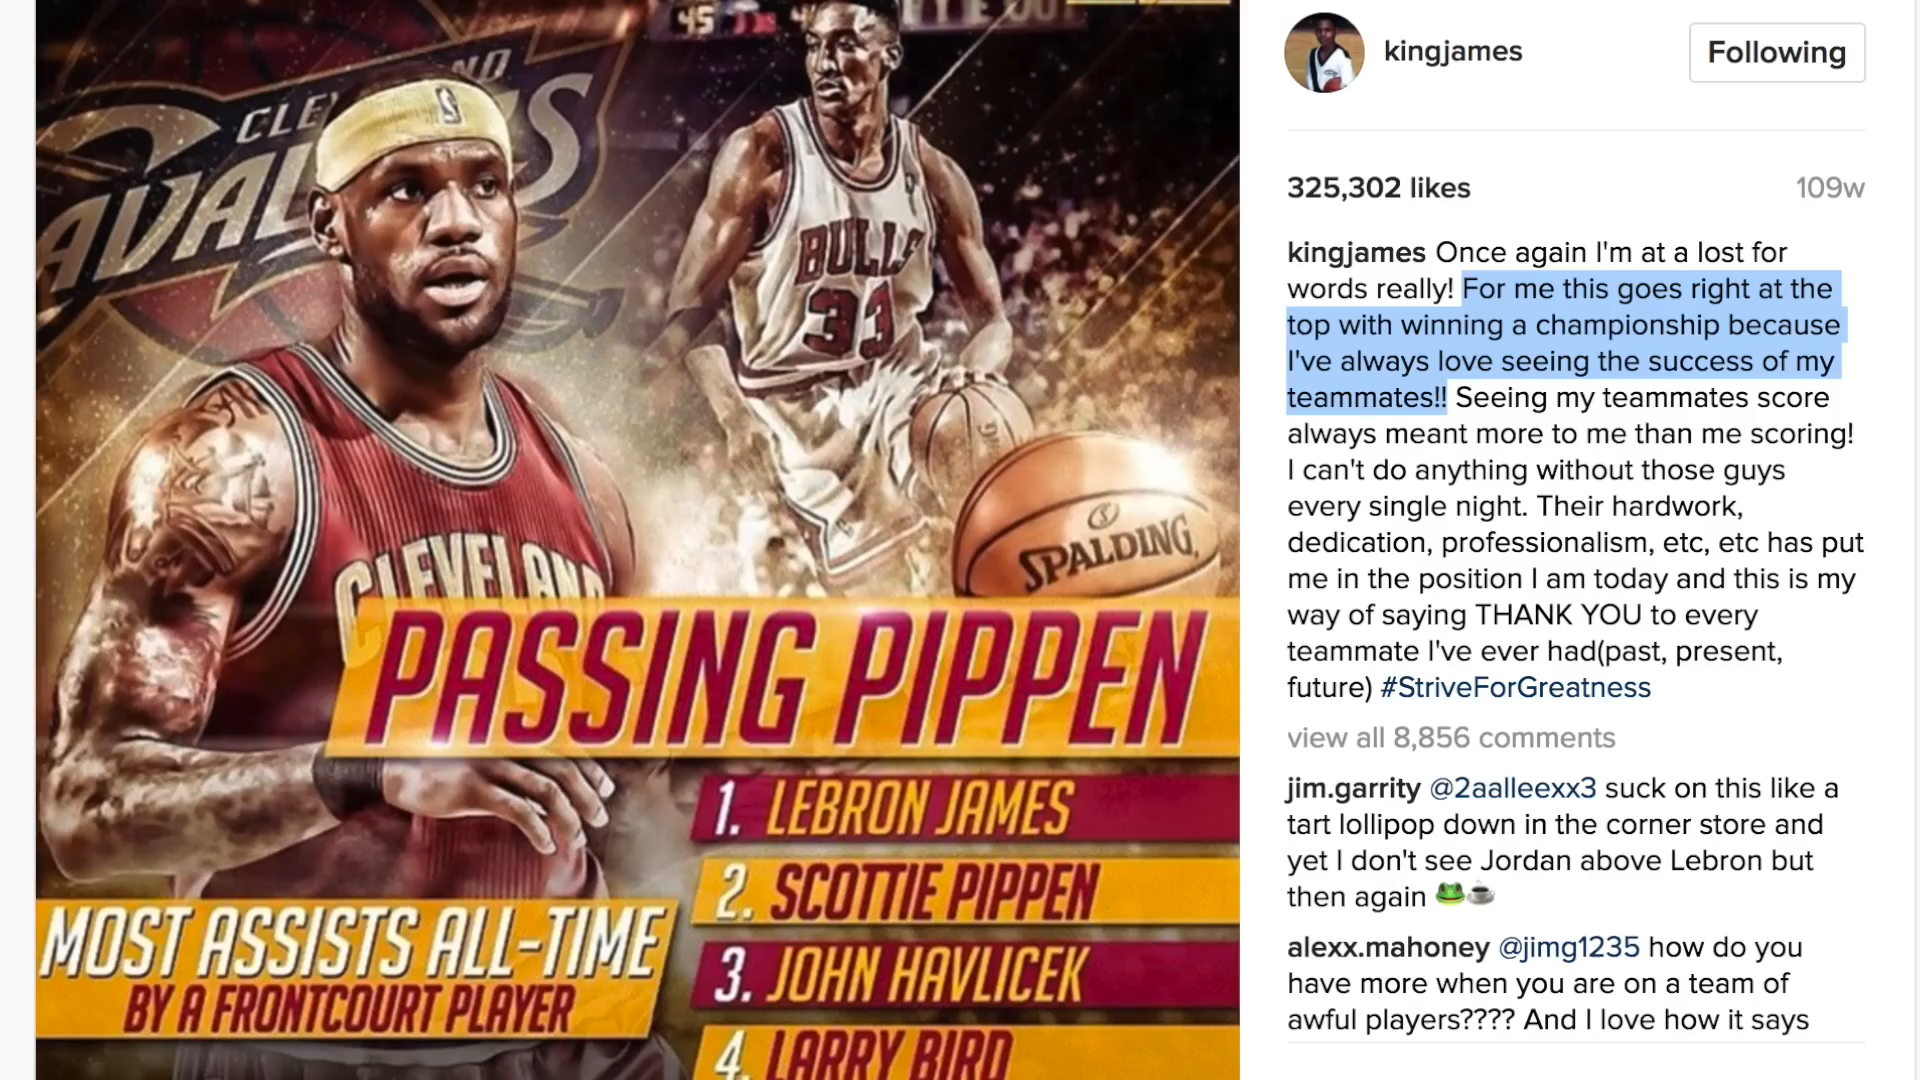 45
CLEVELAND
CAVALIERS
BULLS
33
SPALDING
CLEVELAND
PASSING PIPPEN
1. LEBRON JAMES
2. SCOTTIE PIPPEN
3. JOHN HAVLICEK
4. LARRY BIRD
MOST ASSISTS ALL-TIME
BY A FRONTCOURT PLAYER
kingjames
Following
325,302 likes
109w
kingjames Once again I'm at a lost for
words really! For me this goes right at the
top with winning a championship because
I've always love seeing the success of my
teammates!! Seeing my teammates score
always meant more to me than me scoring!
I can't do anything without those guys
every single night. Their hardwork,
dedication, professionalism, etc, etc has put
me in the position I am today and this is my
way of saying THANK YOU to every
teammate I've ever had(past, present,
future) #StriveForGreatness
view all 8,856 comments
jim.garrity @2aalleexx3 suck on this like a
tart lollipop down in the corner store and
yet I don't see Jordan above Lebron but
then again 🐸☕
alexx.mahoney @jimg1235 how do you
have more when you are on a team of
awful players???? And I love how it says